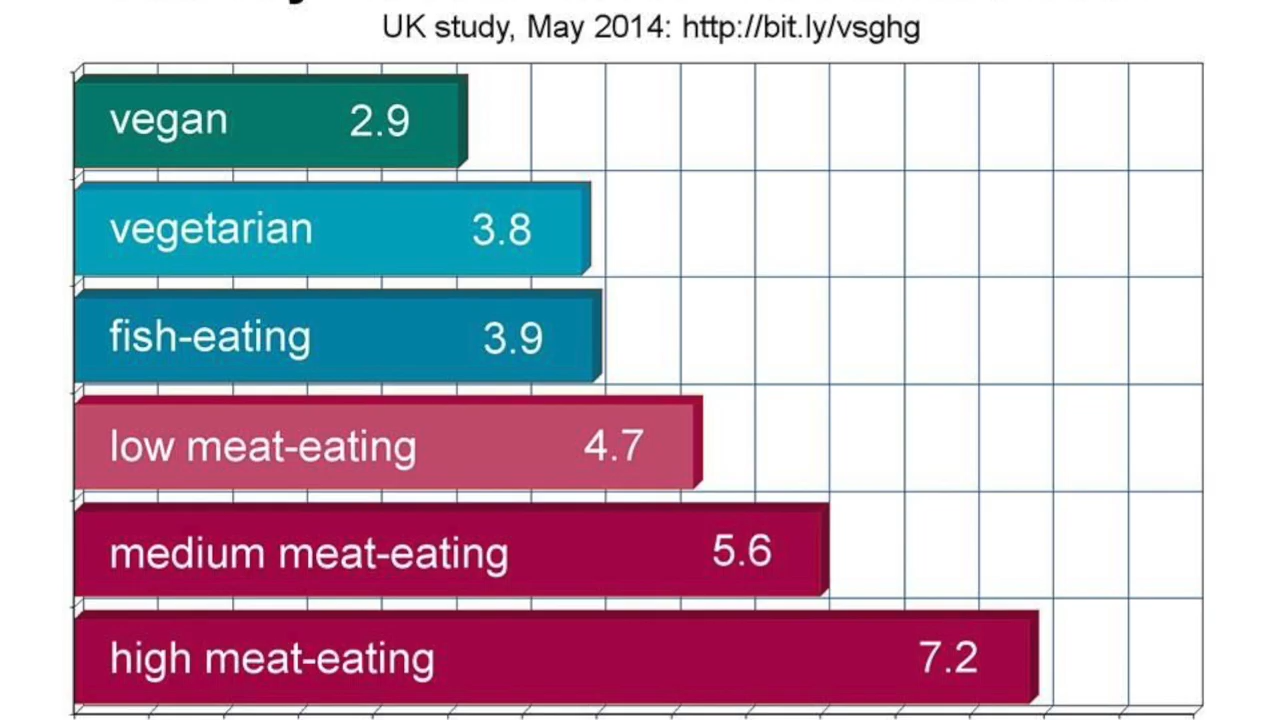 UK study, May 2014: http://bit.ly/vsghg
vegan 2.9
vegetarian 3.8
fish-eating 3.9
low meat-eating 4.7
medium meat-eating 5.6
high meat-eating 7.2